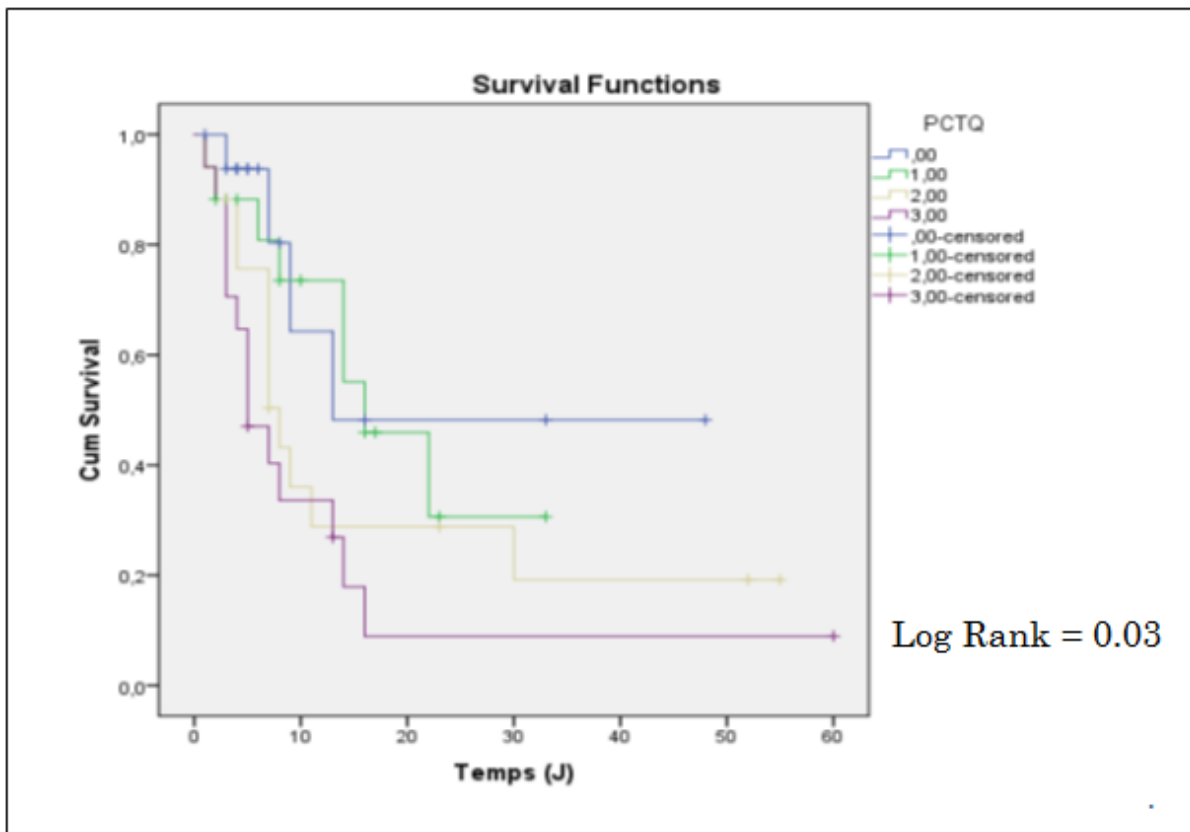 Survival Functions
PCTQ
,00
1,00
2,00
3,00
,00-censored
1,00-censored
2,00-censored
3,00-censored
1,0
0,8
0,6
0,4
0,2
0,0
Cum Survival
0 10 20 30 40 50 60
Temps (J)
Log Rank = 0.03